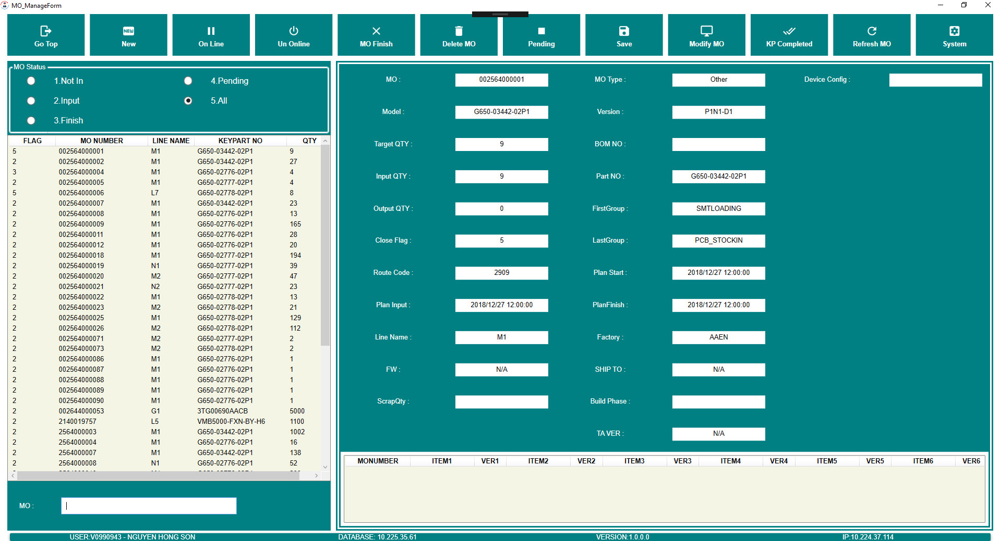 MO_ManageForm
Go Top
New
On Line
Un Online
MO Finish
Delete MO
Pending
Save
Modify MO
KP Completed
Refresh MO
System
MO Status
1.Not In
4.Pending
2.Input
5.All
3.Finish
FLAG MO NUMBER LINE NAME KEYPART NO QTY
5 002564000001 M1 G650-03442-02P1 9
2 002564000002 M1 G650-03442-02P1 27
3 002564000004 M1 G650-02776-02P1 4
2 002564000005 M1 G650-02777-02P1 4
5 002564000006 L7 G650-02778-02P1 8
2 002564000007 M1 G650-03442-02P1 23
2 002564000008 M1 G650-02776-02P1 13
2 002564000009 M1 G650-02776-02P1 165
2 002564000011 M1 G650-02776-02P1 28
2 002564000012 M1 G650-02776-02P1 20
2 002564000018 M1 G650-02777-02P1 194
2 002564000019 N1 G650-02777-02P1 39
2 002564000020 M2 G650-02777-02P1 47
2 002564000021 N2 G650-02777-02P1 23
2 002564000022 M1 G650-02778-02P1 13
2 002564000023 M2 G650-02778-02P1 21
2 002564000025 M1 G650-02778-02P1 129
2 002564000026 M2 G650-02778-02P1 112
2 002564000071 M2 G650-02777-02P1 2
2 002564000073 M2 G650-02778-02P1 2
2 002564000086 M1 G650-02776-02P1 1
2 002564000087 M1 G650-02776-02P1 1
2 002564000088 M1 G650-02776-02P1 1
2 002564000089 M1 G650-02776-02P1 1
2 002564000090 M1 G650-02776-02P1 1
2 002644000053 G1 3TG00690AACB 5000
2 2140019757 L5 VMB5000-FXN-BY-H6 1100
2 2564000003 M1 G650-03442-02P1 1002
2 2564000004 M1 G650-02776-02P1 16
2 2564000007 M1 G650-03442-02P1 138
2 2564000008 N1 G650-02776-02P1 52
MO :
MO : 002564000001 MO Type : Other Device Config :
Model : G650-03442-02P1 Version : P1N1-D1
Target QTY : 9 BOM NO :
Input QTY : 9 Part NO : G650-03442-02P1
Output QTY : 0 FirstGroup : SMTLOADING
Close Flag : 5 LastGroup : PCB_STOCKIN
Route Code : 2909 Plan Start : 2018/12/27 12:00:00
Plan Input : 2018/12/27 12:00:00 PlanFinish : 2018/12/27 12:00:00
Line Name : M1 Factory : AAEN
FW : N/A SHIP TO : N/A
ScrapQty : Build Phase :
TA VER : N/A
MONUMBER ITEM1 VER1 ITEM2 VER2 ITEM3 VER3 ITEM4 VER4 ITEM5 VER5 ITEM6 VER6
USER:V0990943 - NGUYEN HONG SON DATABASE: 10.225.35.61 VERSION:1.0.0.0 IP:10.224.37.114